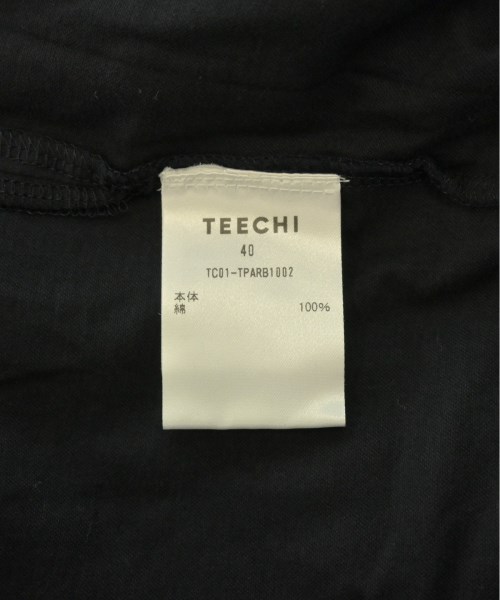 TEECHI
40
TC01-TPARB1002
本体
綿 100%